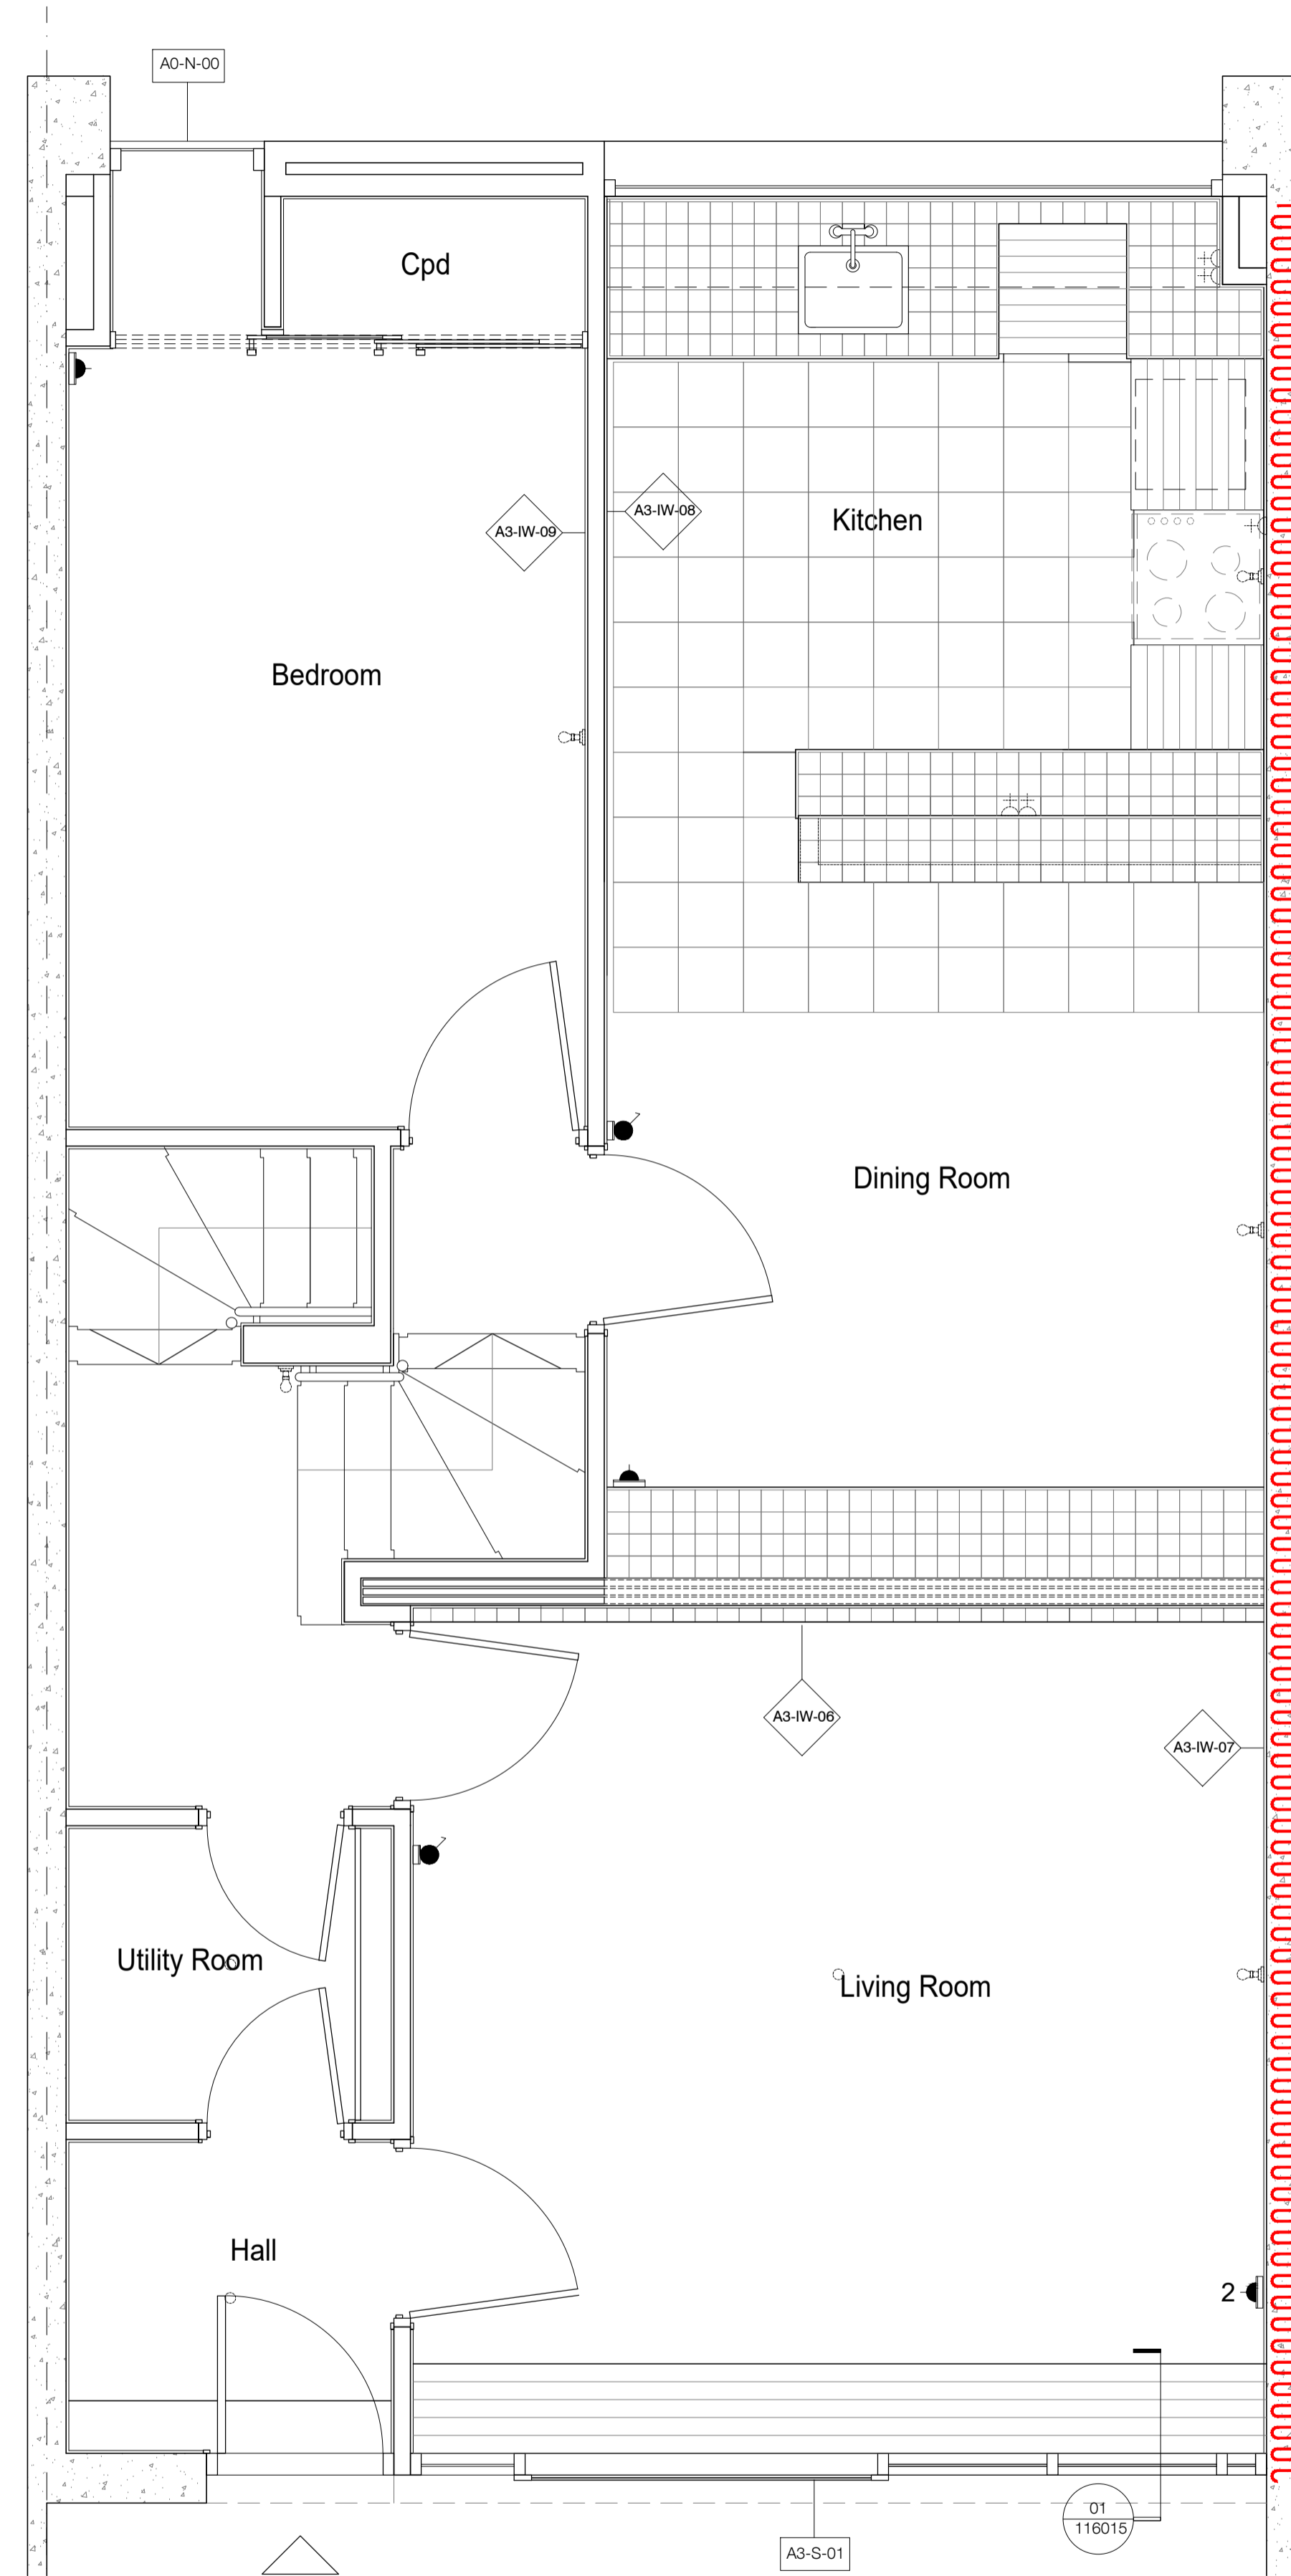 A0-N-00
Cpd
A3-IW-09
A3-IW-08
Kitchen
Bedroom
Dining Room
A3-IW-06
A3-IW-07
Utility Room
Living Room
Hall
2
01
116015
A3-S-01